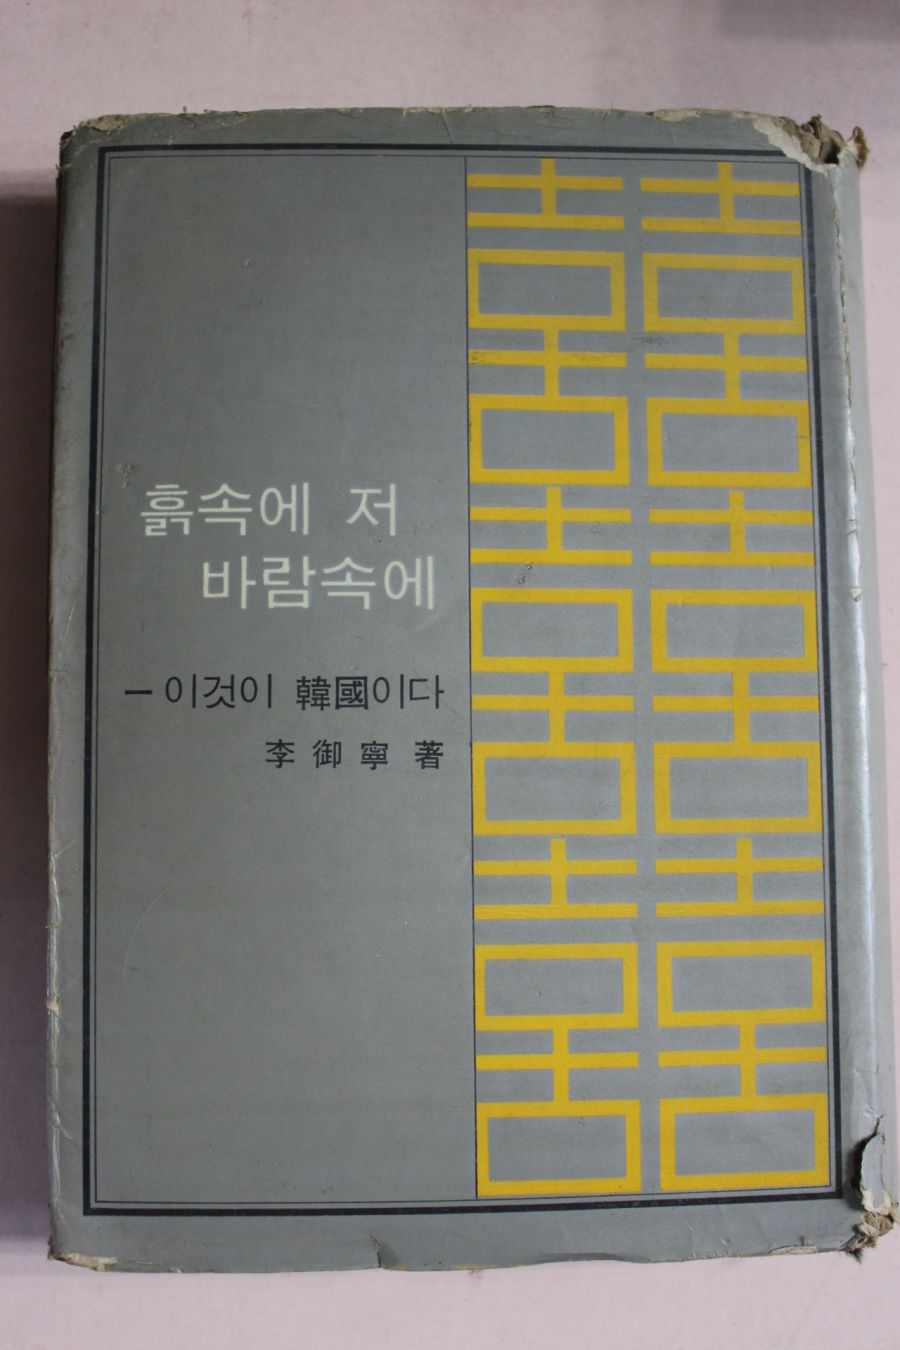 흙속에 저
바람속에
－이것이 韓國이다
李御寧 著